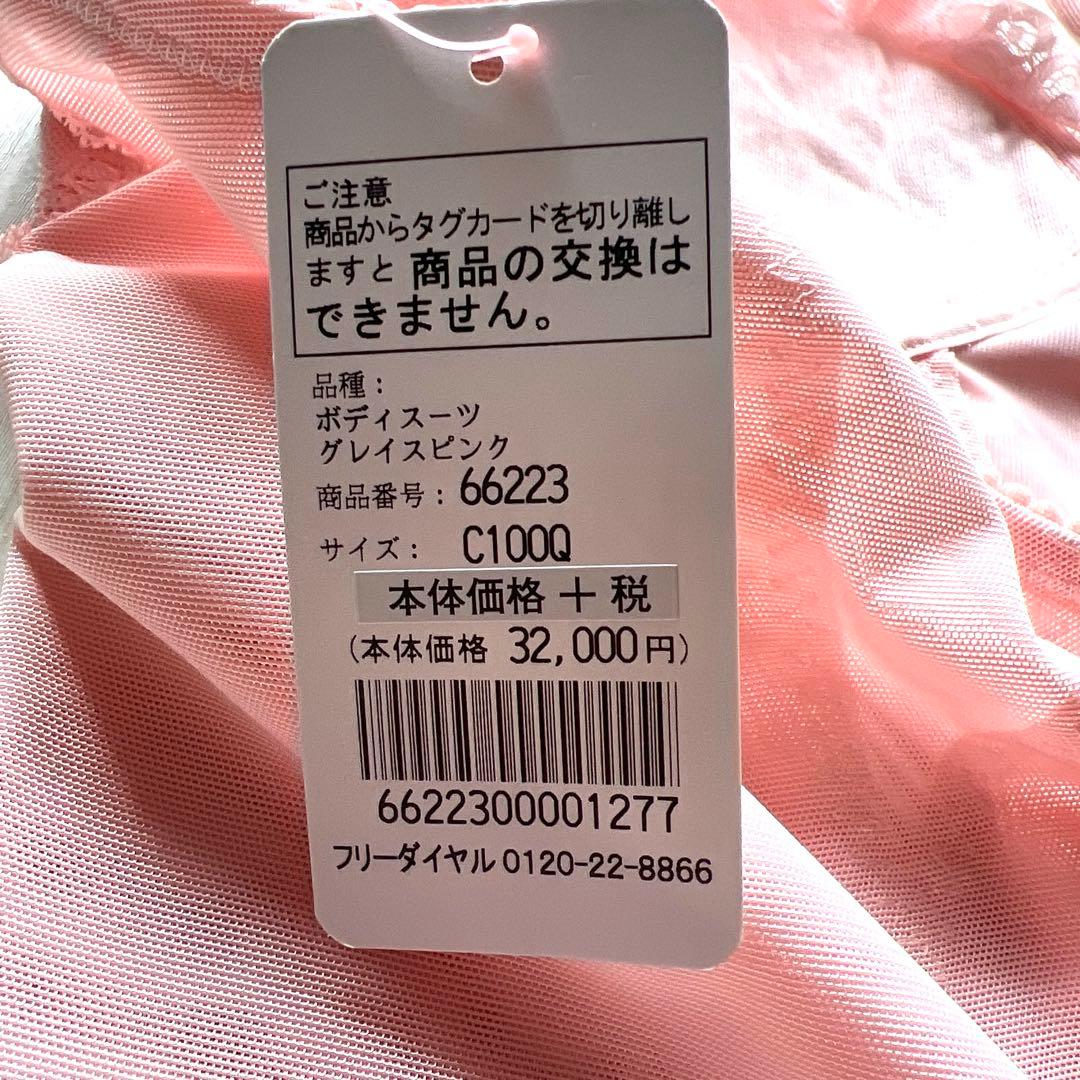 ご注意
商品からタグカードを切り離し
ますと 商品の交換は
できません。
品種：
ボディスーツ
グレイスピンク
商品番号：66223
サイズ： C100Q
本体価格＋税
（本体価格 32,000円）
6622300001277
フリーダイヤル 0120-22-8866